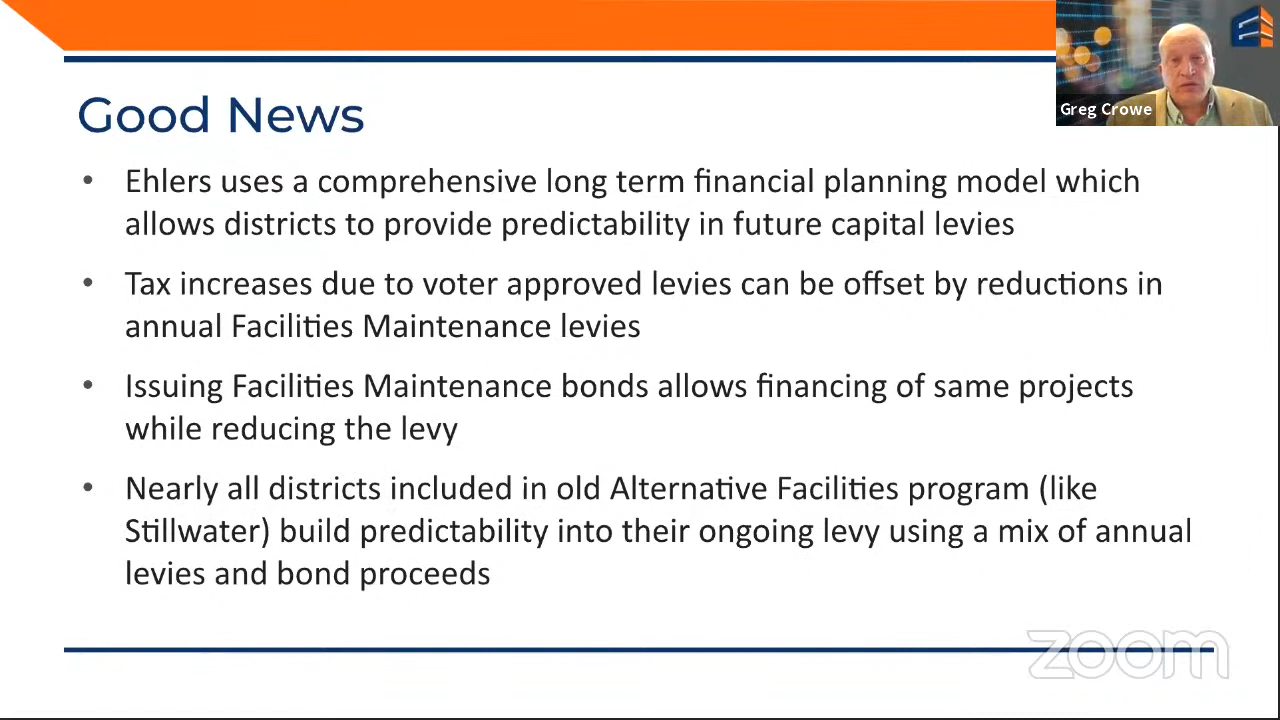 Good News
• Ehlers uses a comprehensive long term financial planning model which
allows districts to provide predictability in future capital levies
• Tax increases due to voter approved levies can be offset by reductions in
annual Facilities Maintenance levies
• Issuing Facilities Maintenance bonds allows financing of same projects
while reducing the levy
• Nearly all districts included in old Alternative Facilities program (like
Stillwater) build predictability into their ongoing levy using a mix of annual
levies and bond proceeds
Greg Crowe
zoom